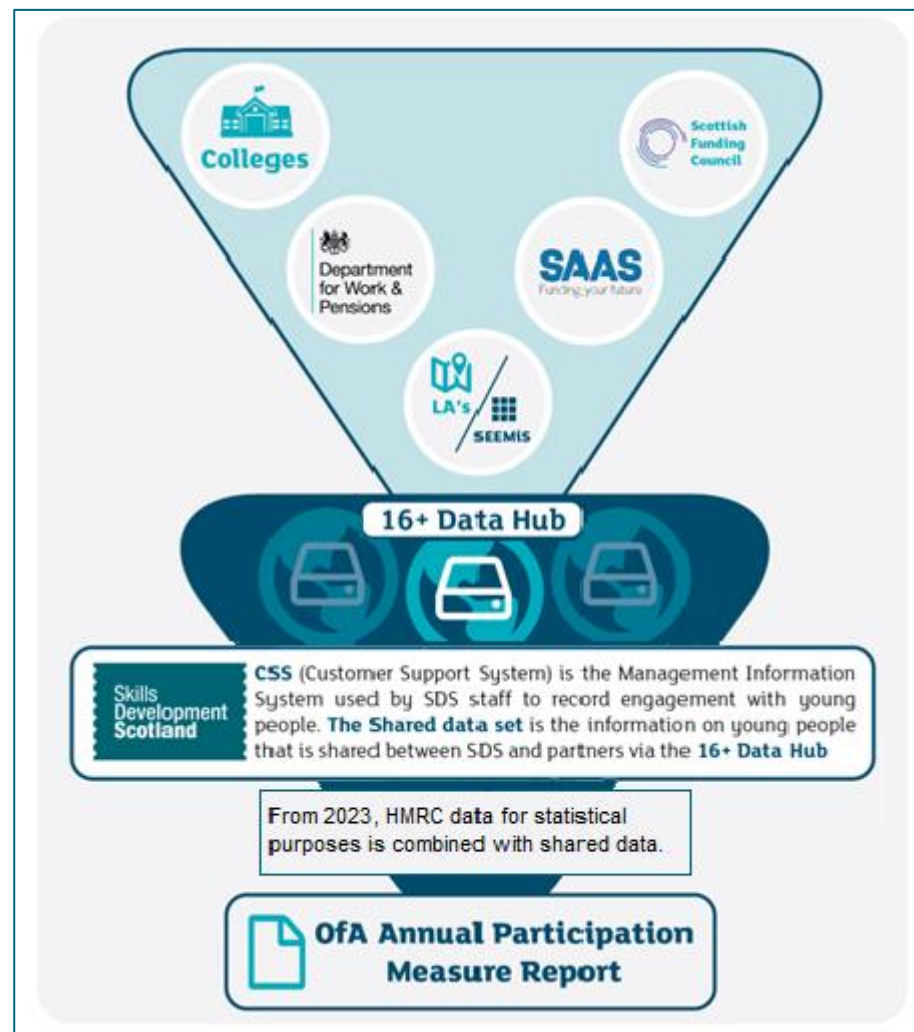 Colleges
Scottish
Funding
Council
Department
for Work &
Pensions
SAAS
Funding your future
LA's
SEEMiS
16+ Data Hub
Skills
Development
Scotland
CSS (Customer Support System) is the Management Information
System used by SDS staff to record engagement with young
people. The Shared data set is the information on young people
that is shared between SDS and partners via the 16+ Data Hub
From 2023, HMRC data for statistical
purposes is combined with shared data.
OfA Annual Participation
Measure Report